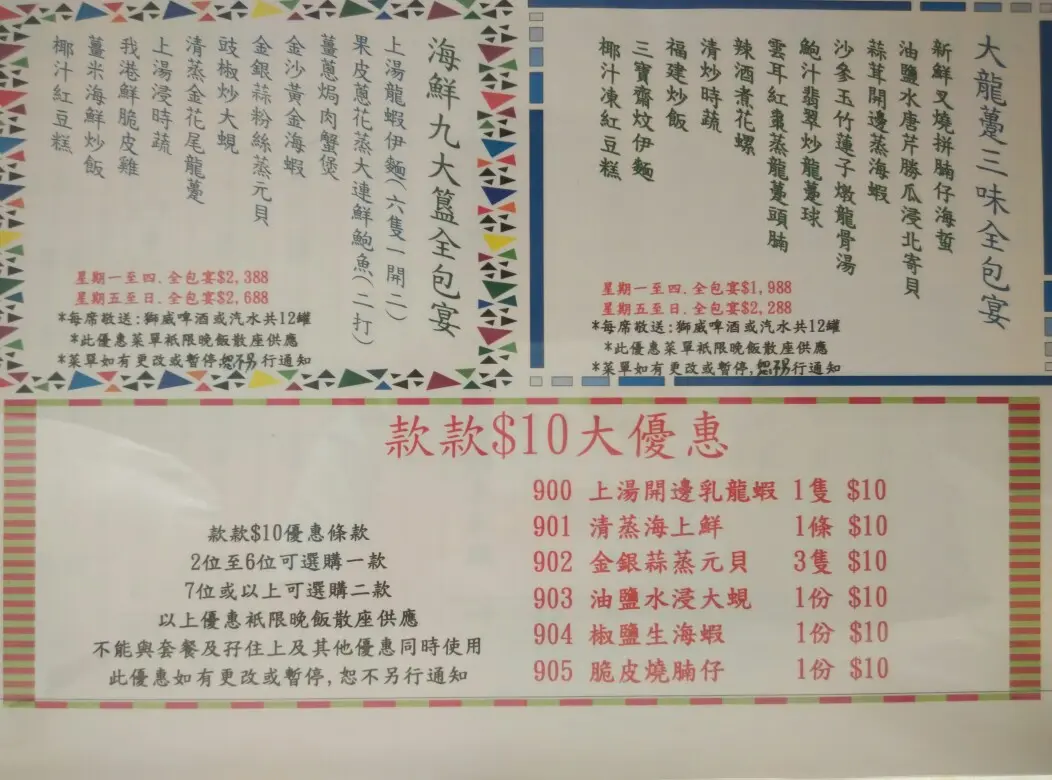 大龍躉三味全包宴
新鮮叉燒拼腩仔海蜇
油鹽水唐芹勝瓜浸北寄貝
蒜茸開邊蒸海蝦
沙參玉竹蓮子燉龍骨湯
鮑汁翡翠炒龍躉球
雲耳紅棗蒸龍躉頭腩
辣酒煮花螺
清炒時蔬
福建炒飯
三寶齋炆伊麵
椰汁凍紅豆糕
星期一至四.全包宴$1,988
星期五至日.全包宴$2,288
*每席敬送:獅威啤酒或汽水共12罐
*此優惠菜單祇限晚飯散座供應
*菜單如有更改或暫停,恕不另行通知
海鮮九大簋全包宴
上湯龍蝦伊麵(六隻一開二)
果皮蔥花蒸大連鮮鮑魚(二打)
薑蔥焗肉蟹煲
金沙黃金海蝦
金銀蒜粉絲蒸元貝
豉椒炒大蜆
清蒸金花尾龍躉
上湯浸時蔬
我港鮮脆皮雞
薑米海鮮炒飯
椰汁紅豆糕
星期一至四.全包宴$2,388
星期五至日.全包宴$2,688
*每席敬送:獅威啤酒或汽水共12罐
*此優惠菜單祇限晚飯散座供應
*菜單如有更改或暫停恕不另行通知
款款$10大優惠
款款$10優惠條款
2位至6位可選購一款
7位或以上可選購二款
以上優惠祇限晚飯散座供應
不能與套餐及孖住上及其他優惠同時使用
此優惠如有更改或暫停,恕不另行通知
900 上湯開邊乳龍蝦 1隻 $10
901 清蒸海上鮮 1條 $10
902 金銀蒜蒸元貝 3隻 $10
903 油鹽水浸大蜆 1份 $10
904 椒鹽生海蝦 1份 $10
905 脆皮燒腩仔 1份 $10